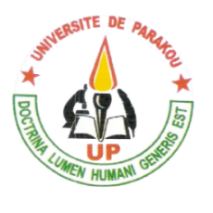 UNIVERSITE DE PARAKOU
UP
DOCTRINA LUMEN HUMANI GENERIS EST